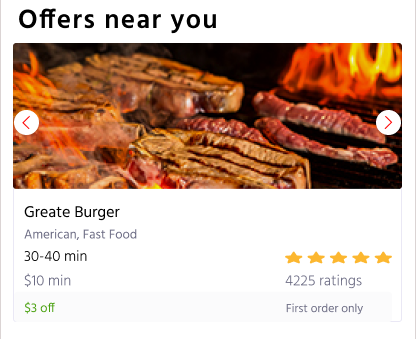 Offers near you
Greate Burger
American, Fast Food
30-40 min
$10 min
4225 ratings
$3 off
First order only